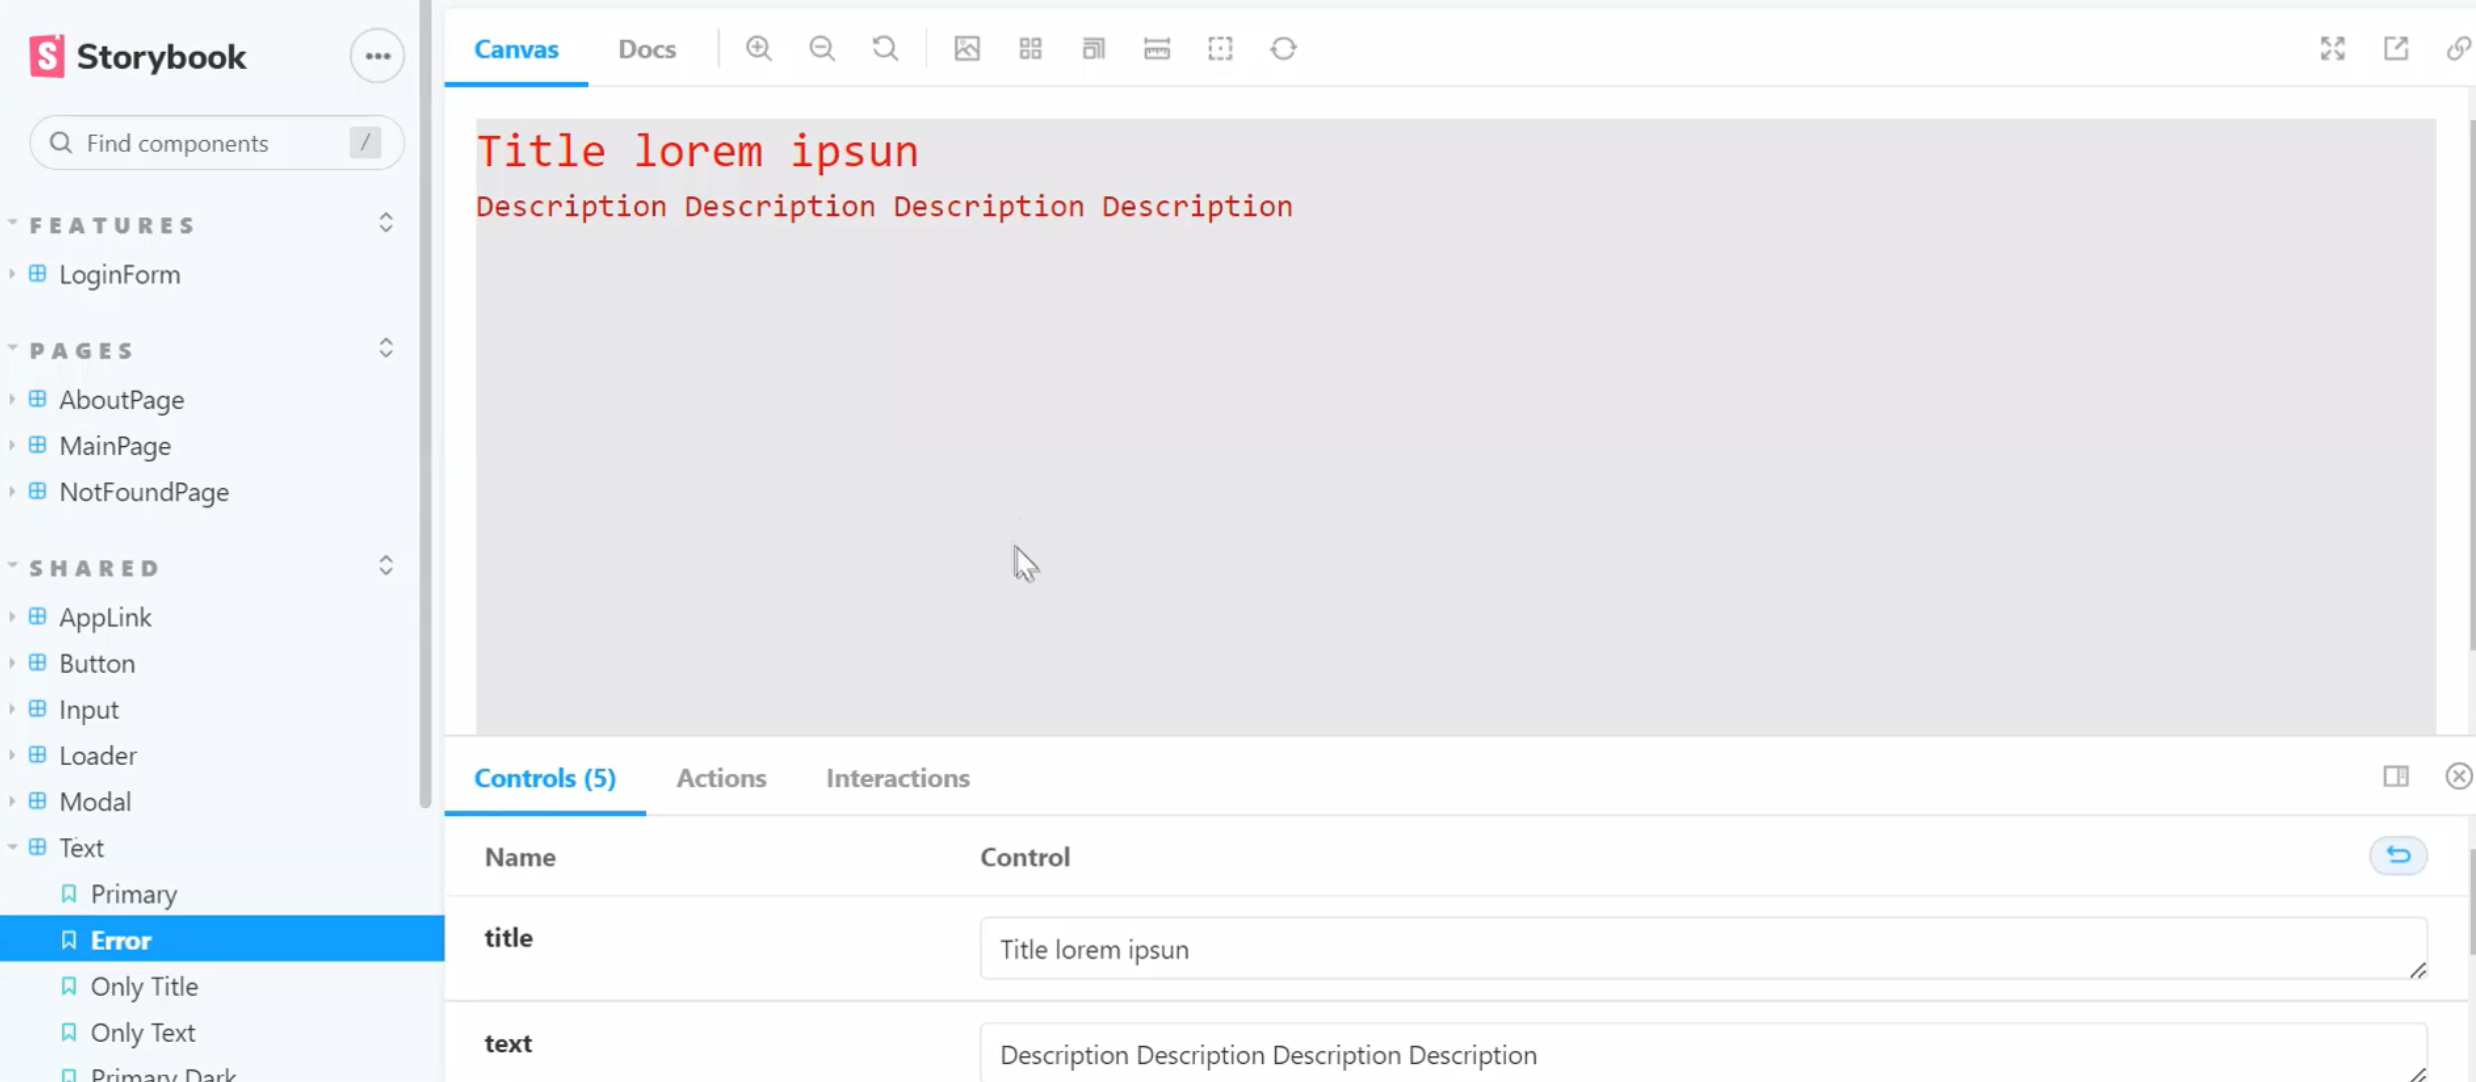 Storybook
Find components /
FEATURES
LoginForm
PAGES
AboutPage
MainPage
NotFoundPage
SHARED
AppLink
Button
Input
Loader
Modal
Text
Primary
Error
Only Title
Only Text
Primary Dark
Canvas Docs
Title lorem ipsun
Description Description Description Description
Controls (5) Actions Interactions
Name Control
title Title lorem ipsun
text Description Description Description Description